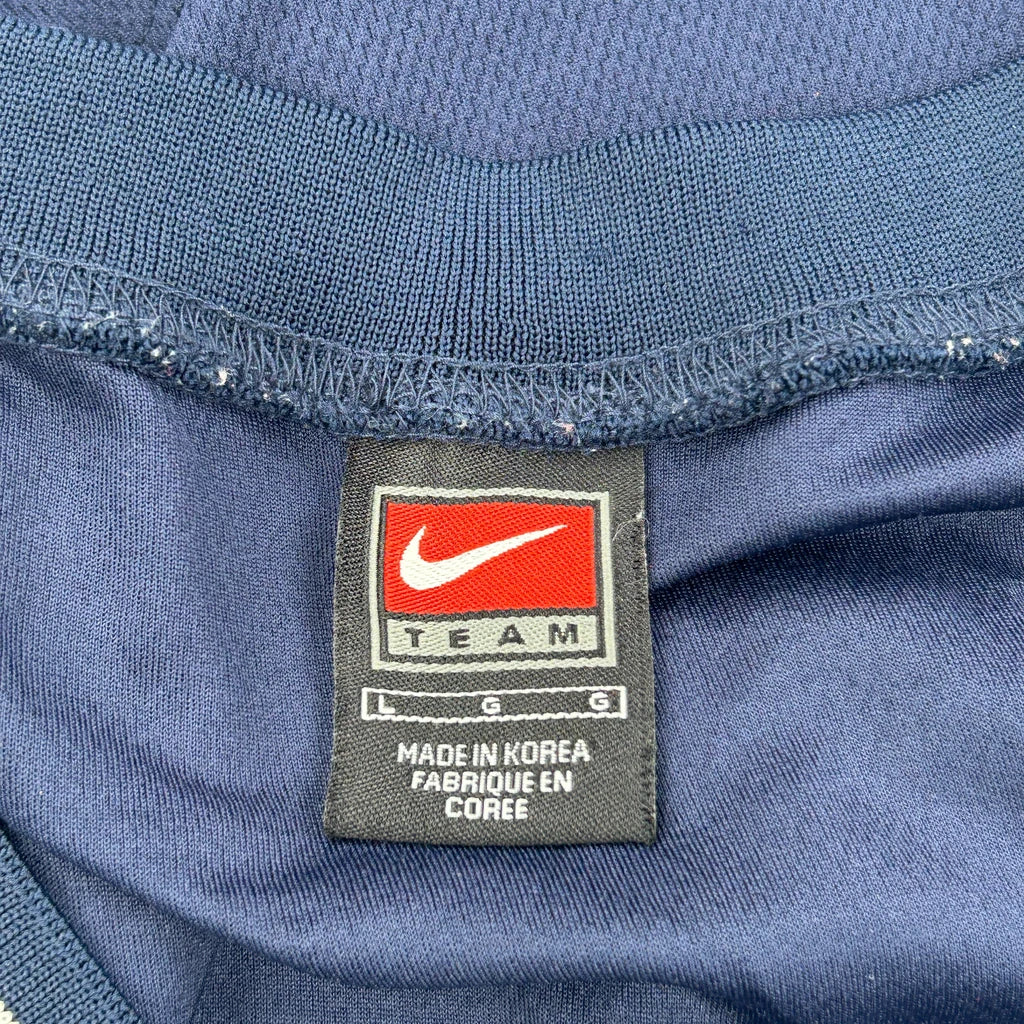 TEAM
L G G
MADE IN KOREA
FABRIQUE EN
COREE